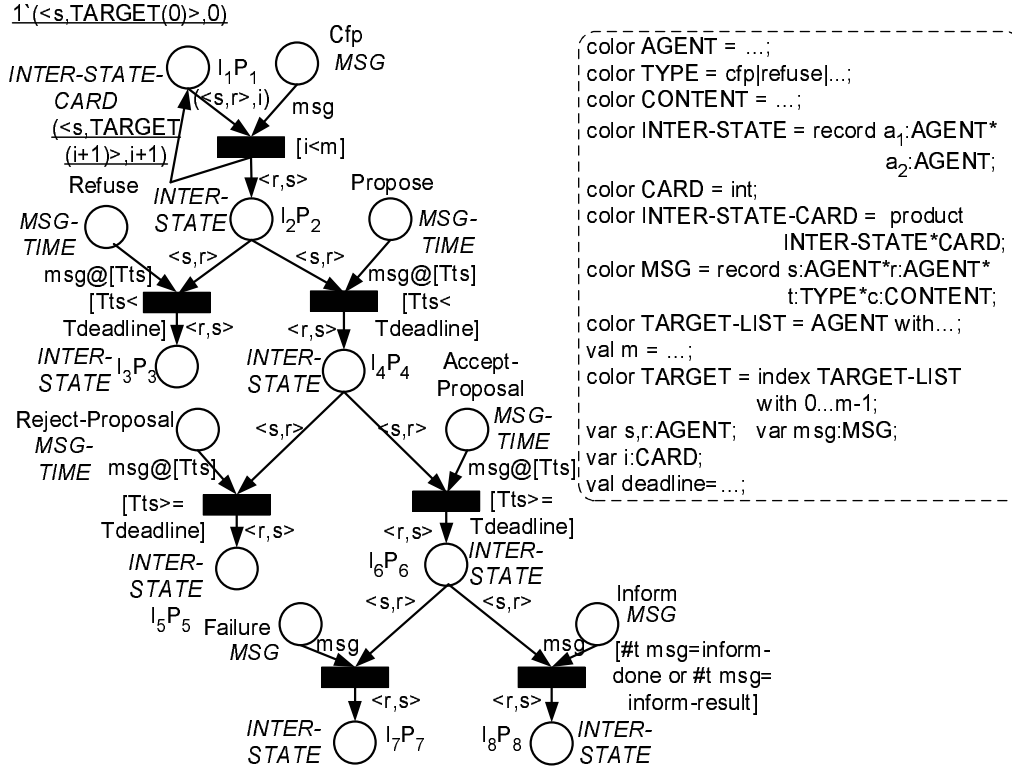 1`(<s,TARGET(0)>,0)
Cfp
MSG
INTER-STATE-
CARD
I1P1
(<s,r>,i)
msg
(<s,TARGET
(i+1)>,i+1)
[i<m]
<r,s>
Refuse
MSG-
TIME
INTER-
STATE
I2P2
Propose
MSG-
TIME
<s,r>
<s,r>
msg@[Tts]
[Tts<
Tdeadline]
msg@[Tts]
[Tts<
Tdeadline]
<r,s>
<r,s>
INTER-
STATE
I3P3
INTER-
STATE
I4P4
Accept-
Proposal
MSG-
TIME
Reject-Proposal
MSG-
TIME
<s,r>
<s,r>
msg@[Tts]
msg@[Tts]
[Tts>=
Tdeadline]
[Tts>=
Tdeadline]
<r,s>
<r,s>
INTER-
STATE
I5P5
I6P6
INTER-
STATE
<s,r>
<s,r>
Failure
MSG
msg
Inform
MSG
msg
[#t msg=inform-
done or #t msg=
inform-result]
<r,s>
<r,s>
INTER-
STATE
I7P7
I8P8
INTER-
STATE
color AGENT = ...;
color TYPE = cfp|refuse|...;
color CONTENT = ...;
color INTER-STATE = record a1:AGENT*
a2:AGENT;
color CARD = int;
color INTER-STATE-CARD = product
INTER-STATE*CARD;
color MSG = record s:AGENT*r:AGENT*
t:TYPE*c:CONTENT;
color TARGET-LIST = AGENT with...;
val m = ...;
color TARGET = index TARGET-LIST
with 0...m-1;
var s,r:AGENT; var msg:MSG;
var i:CARD;
val deadline=...;